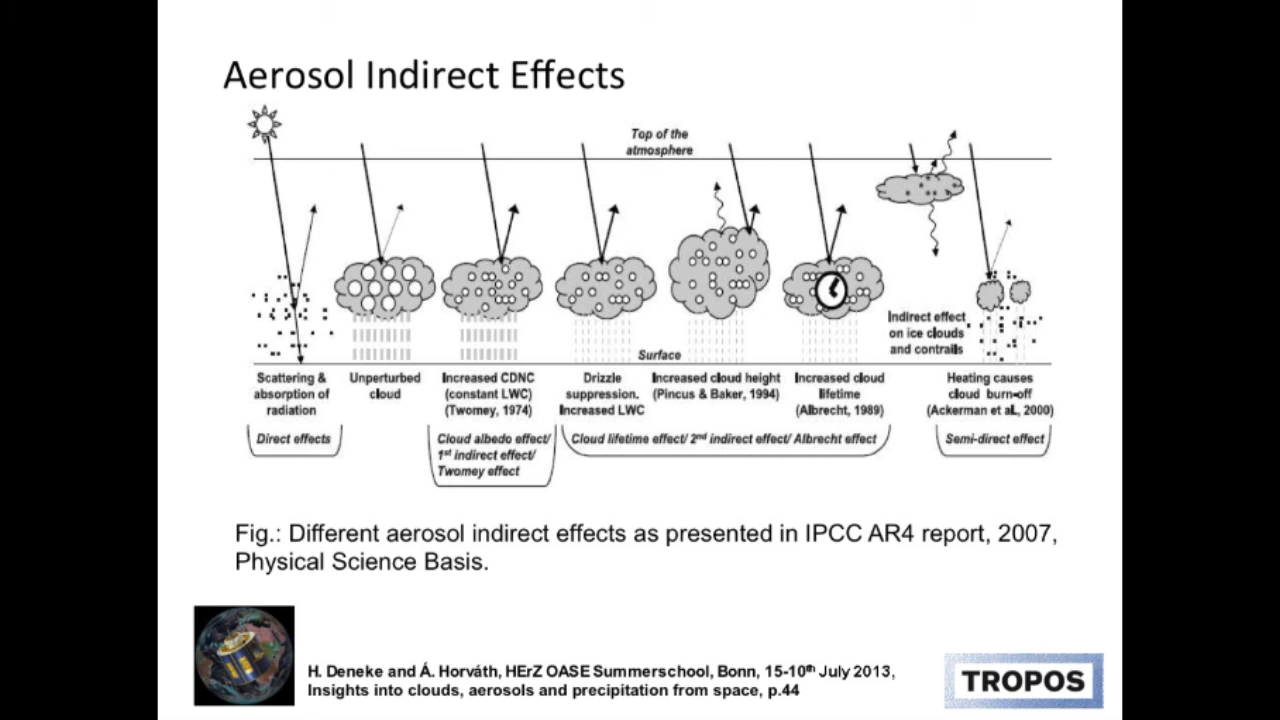 Aerosol Indirect Effects
Top of the
atmosphere
Indirect effect
on ice clouds
and contrails
Surface
Scattering &
absorption of
radiation
Unperturbed
cloud
Increased CDNC
(constant LWC)
(Twomey, 1974)
Drizzle
suppression.
Increased LWC
Increased cloud height
(Pincus & Baker, 1994)
Increased cloud
lifetime
(Albrecht, 1989)
Heating causes
cloud burn-off
(Ackerman et al., 2000)
Direct effects
Cloud albedo effect/
1st indirect effect/
Twomey effect
Cloud lifetime effect/ 2nd indirect effect/ Albrecht effect
Semi-direct effect
Fig.: Different aerosol indirect effects as presented in IPCC AR4 report, 2007,
Physical Science Basis.
H. Deneke and Á. Horváth, HErZ OASE Summerschool, Bonn, 15-10th July 2013,
Insights into clouds, aerosols and precipitation from space, p.44
TROPOS